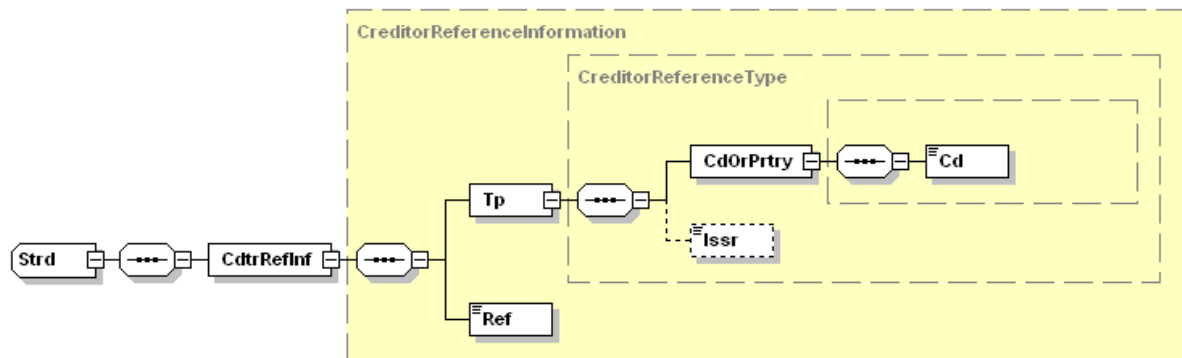 CreditorReferenceInformation
CreditorReferenceType
CdOrPrtry
Cd
Tp
Issr
Strd
CdtrRefInf
Ref